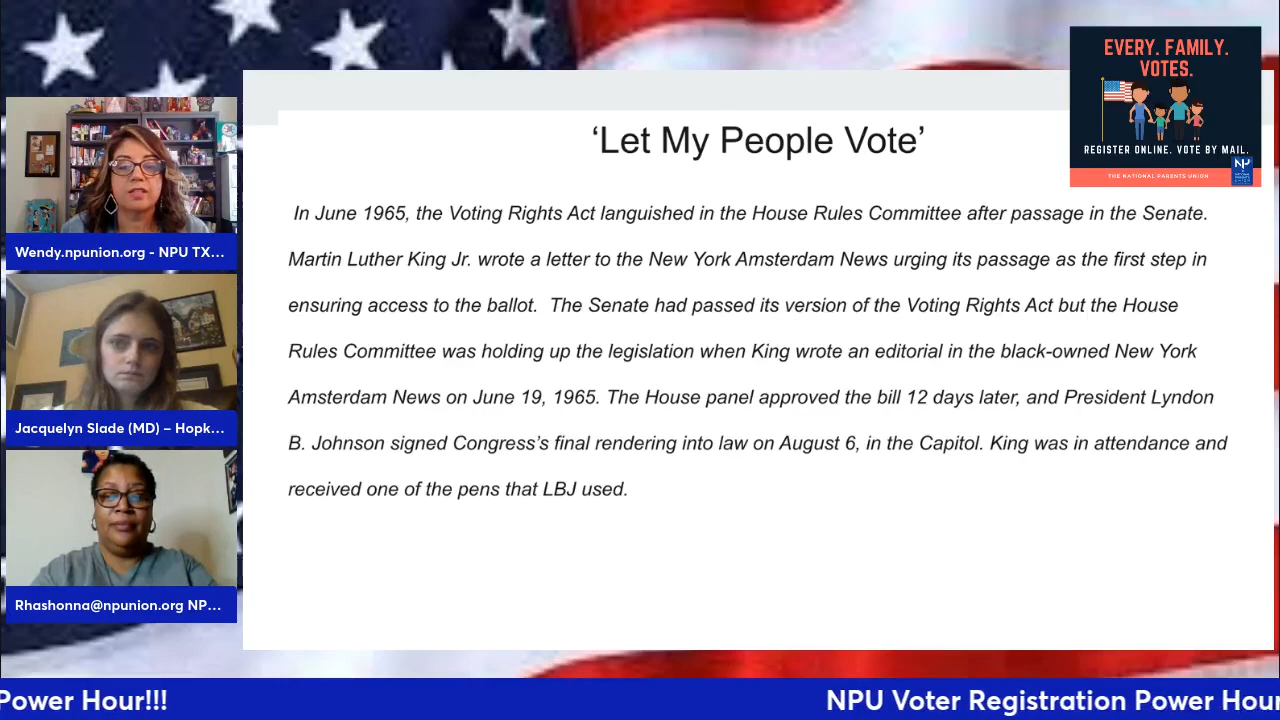 EVERY. FAMILY.
VOTES.
REGISTER ONLINE. VOTE BY MAIL.
THE NATIONAL PARENTS UNION
NP
‘Let My People Vote’
In June 1965, the Voting Rights Act languished in the House Rules Committee after passage in the Senate.
Martin Luther King Jr. wrote a letter to the New York Amsterdam News urging its passage as the first step in
ensuring access to the ballot.  The Senate had passed its version of the Voting Rights Act but the House
Rules Committee was holding up the legislation when King wrote an editorial in the black-owned New York
Amsterdam News on June 19, 1965. The House panel approved the bill 12 days later, and President Lyndon
B. Johnson signed Congress’s final rendering into law on August 6, in the Capitol. King was in attendance and
received one of the pens that LBJ used.
Wendy.npunion.org - NPU TX...
Jacquelyn Slade (MD) – Hopk...
Rhashonna@npunion.org NP...
Power Hour!!!
NPU Voter Registration Power Hour